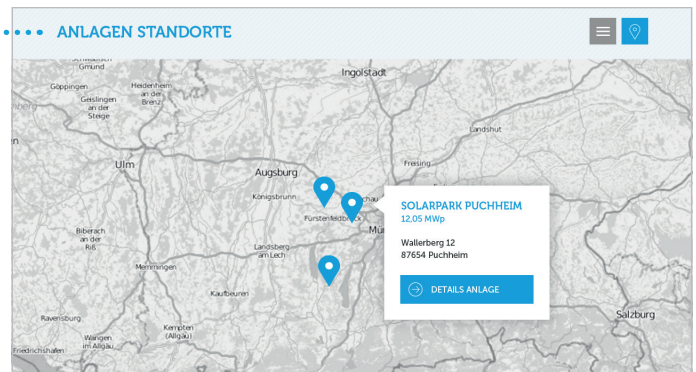 ANLAGEN STANDORTE
Gmünd
Ingolstadt
Göppingen
Heidenheim
an der
Brenz
Geislingen
an der
Steige
Landshut
Ulm
Freising
Augsburg
Königsbrunn
SOLARPARK PUCHHEIM
12,05 MWp
Fürstenfeldbruck
Biberach
an der
Riß
Wallerberg 12
Landsberg
am Lech
87654 Puchheim
Memmingen
DETAILS ANLAGE
Kaufbeuren
Ravensburg
Salzburg
Kempten
(Allgäu)
Wangen
im Allgäu
Friedrichshafen